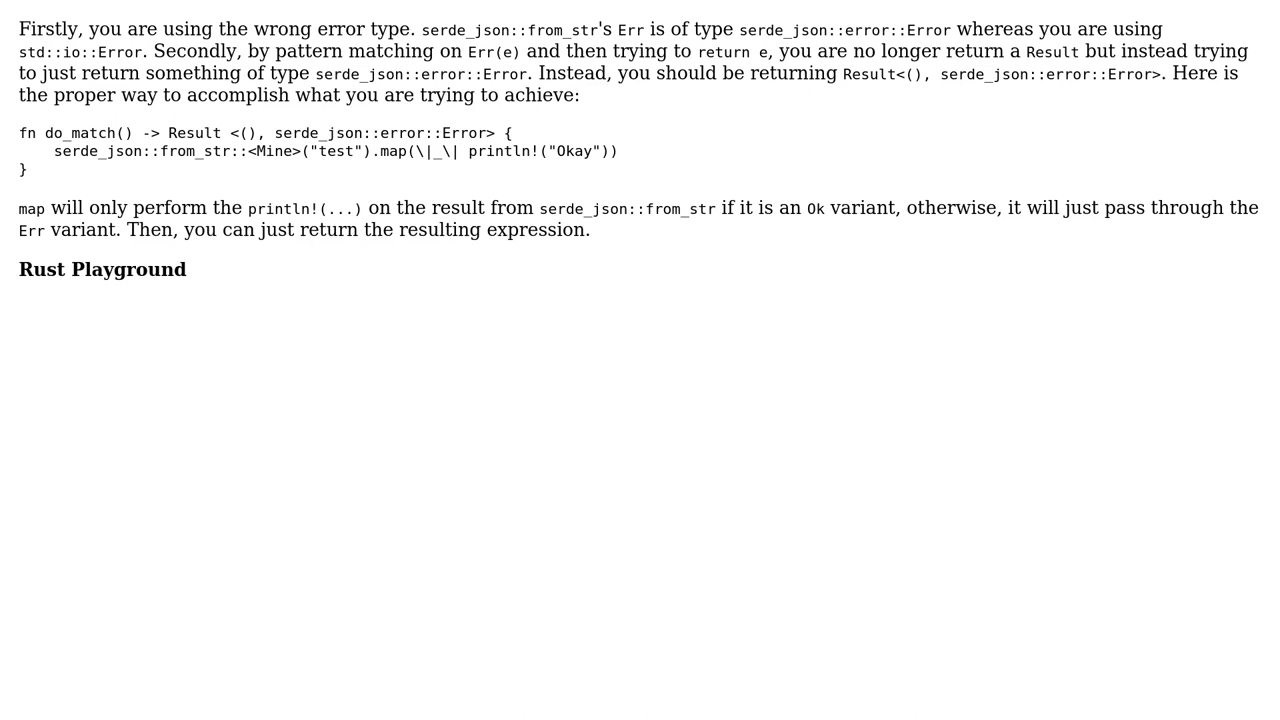 Firstly, you are using the wrong error type. serde_json::from_str's Err is of type serde_json::error::Error whereas you are using
std::io::Error. Secondly, by pattern matching on Err(e) and then trying to return e, you are no longer return a Result but instead trying
to just return something of type serde_json::error::Error. Instead, you should be returning Result<(), serde_json::error::Error>. Here is
the proper way to accomplish what you are trying to achieve:
fn do_match() -> Result <(), serde_json::error::Error> {
    serde_json::from_str::<Mine>("test").map(\|_\| println!("Okay"))
}
map will only perform the println!(...) on the result from serde_json::from_str if it is an Ok variant, otherwise, it will just pass through the
Err variant. Then, you can just return the resulting expression.
Rust Playground